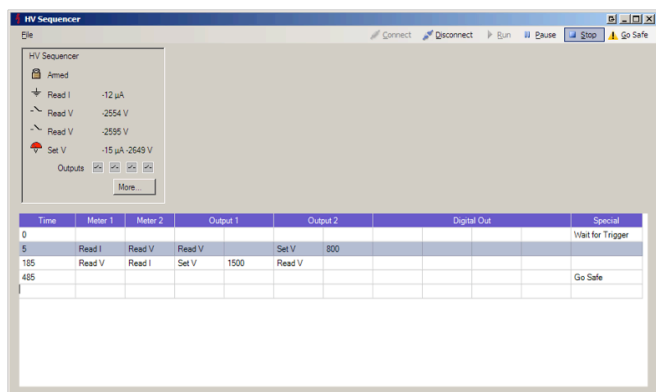 HV Sequencer
File Connect Disconnect Run Pause Stop Go Safe
HV Sequencer
Armed
Read I -12 µA
Read V -2554 V
Read V -2595 V
Set V -15 µA -2649 V
Outputs
More...
Time Meter 1 Meter 2 Output 1 Output 2 Digital Out Special
0 Wait for Trigger
5 Read I Read V Read V Set V 800
185 Read V Read I Set V 1500 Read V
485 Go Safe